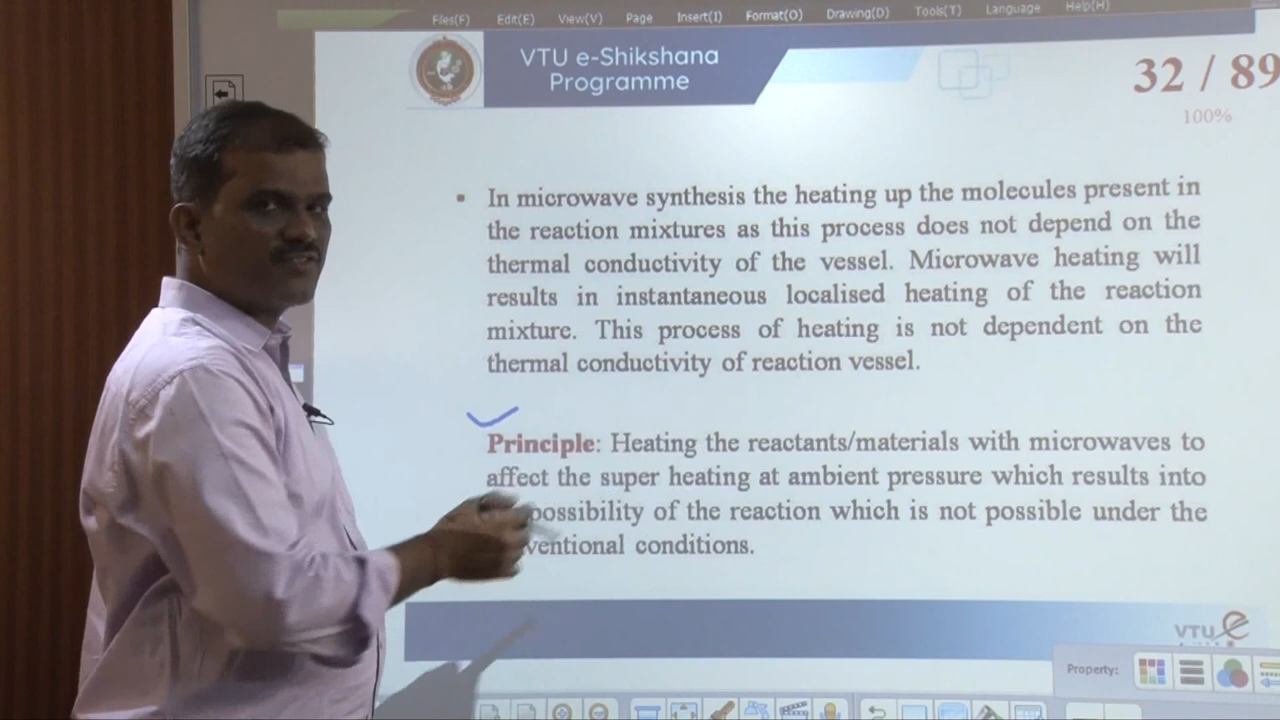 Files(F) Edit(E) View(V) Page Insert(I) Format(O) Drawing(D) Tools(T) Language Help(H)
VTU e-Shikshana
Programme
32 / 89
100%
▪ In microwave synthesis the heating up the molecules present in
the reaction mixtures as this process does not depend on the
thermal conductivity of the vessel. Microwave heating will
results in instantaneous localised heating of the reaction
mixture. This process of heating is not dependent on the
thermal conductivity of reaction vessel.
Principle: Heating the reactants/materials with microwaves to
affect the super heating at ambient pressure which results into
possibility of the reaction which is not possible under the
ventional conditions.
VTU e
Property: